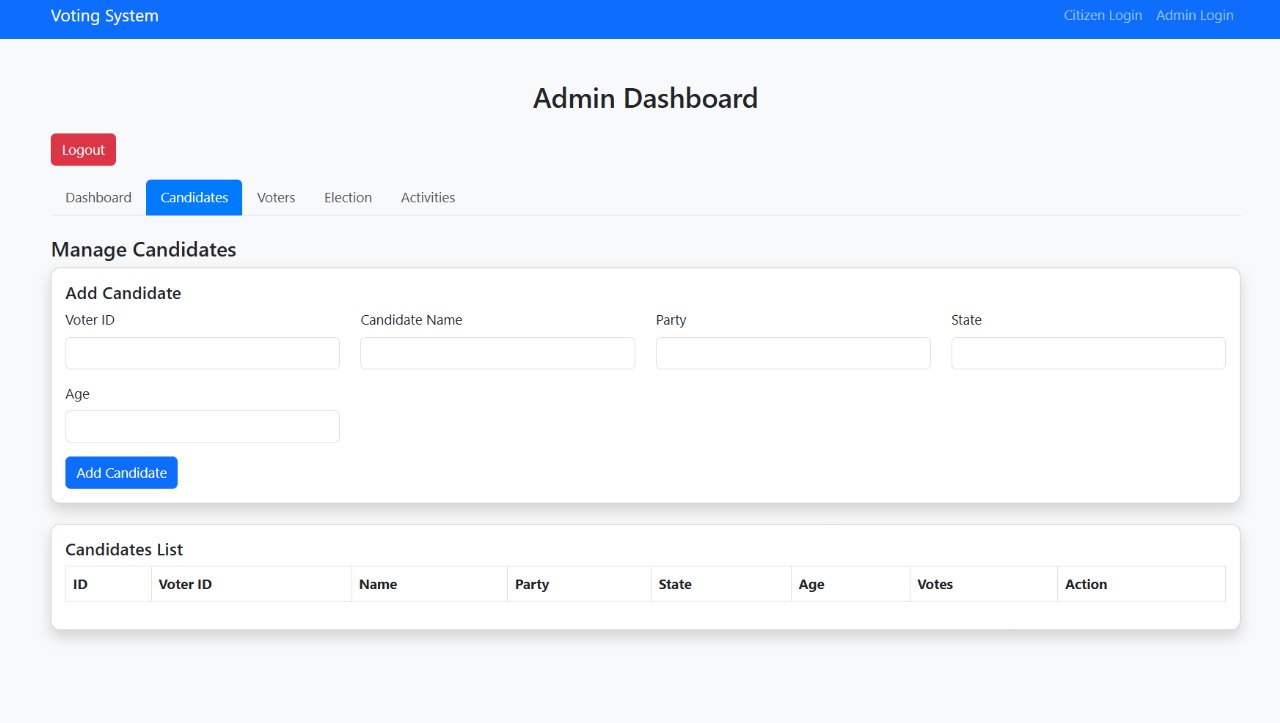 Voting System Citizen Login Admin Login
Admin Dashboard
Logout
Dashboard Candidates Voters Election Activities
Manage Candidates
Add Candidate
Voter ID Candidate Name Party State
Age
Add Candidate
Candidates List
ID Voter ID Name Party State Age Votes Action